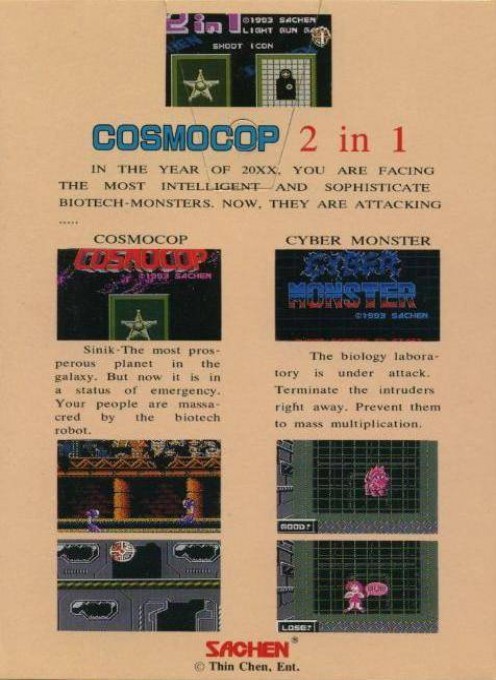 2 in 1 ©1993 SACHEN
LIGHT GUN
SHOOT ICON
COSMOCOP 2 in 1
IN THE YEAR OF 20XX, YOU ARE FACING
THE MOST INTELLIGENT AND SOPHISTICATE
BIOTECH-MONSTERS. NOW, THEY ARE ATTACKING
.....
COSMOCOP
COSMOCOP
©1993 SACHEN
Sinik-The most pros-
perous planet in the
galaxy. But now it is in
a status of emergency.
Your people are massa-
cred by the biotech
robot.
CYBER MONSTER
CYBER
MONSTER
©1993 SACHEN
The biology labora-
tory is under attack.
Terminate the intruders
right away. Prevent them
to mass multiplication.
GOOD!
LOSE!
SACHEN®
© Thin Chen, Ent.